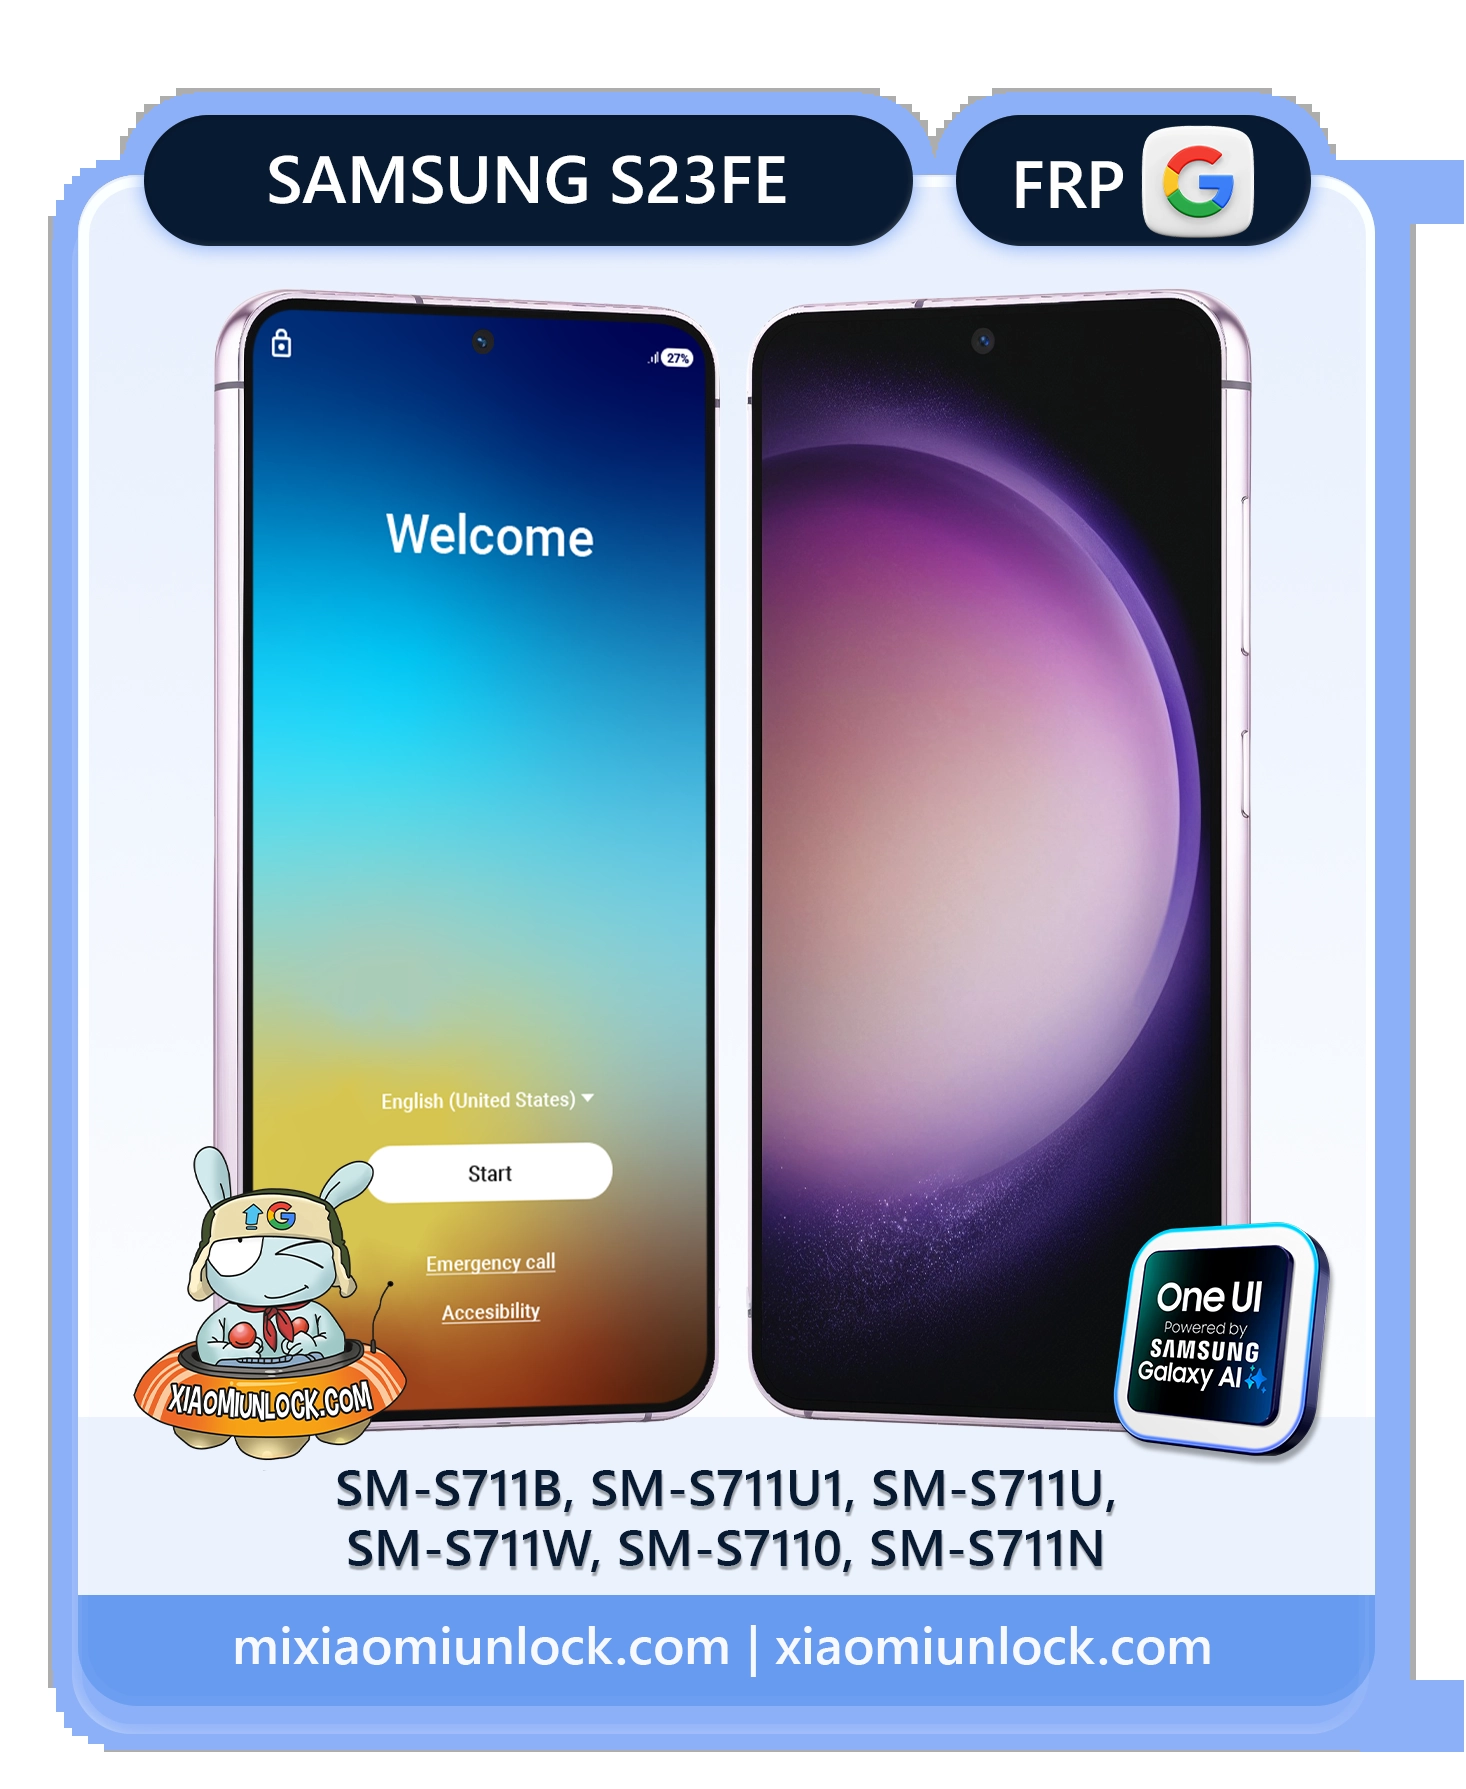 SAMSUNG S23FE
FRP G
27%
Welcome
English (United States)
Start
Emergency call
Accesibility
G
XIAOMIUNLOCK.COM
One UI
Powered by
SAMSUNG
Galaxy AI
SM-S711B, SM-S711U1, SM-S711U,
SM-S711W, SM-S7110, SM-S711N
mixiaomiunlock.com | xiaomiunlock.com